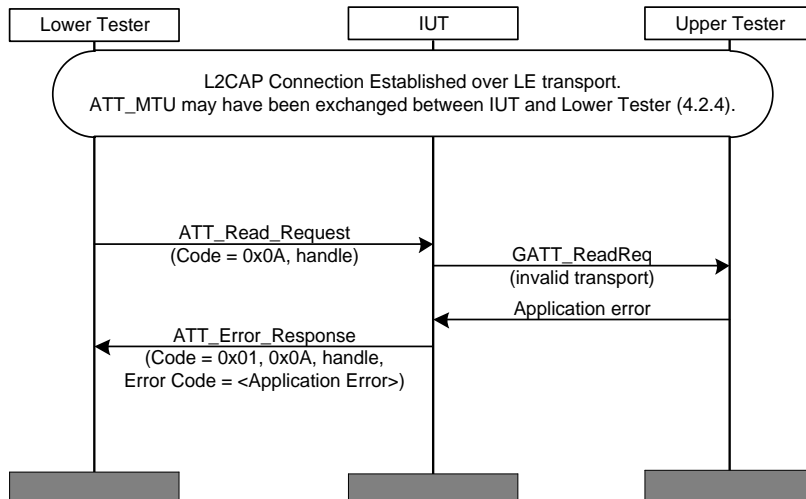 Lower Tester
IUT
Upper Tester
L2CAP Connection Established over LE transport.
ATT_MTU may have been exchanged between IUT and Lower Tester (4.2.4).
ATT_Read_Request
(Code = 0x0A, handle)
GATT_ReadReq
(invalid transport)
Application error
ATT_Error_Response
(Code = 0x01, 0x0A, handle,
Error Code = <Application Error>)